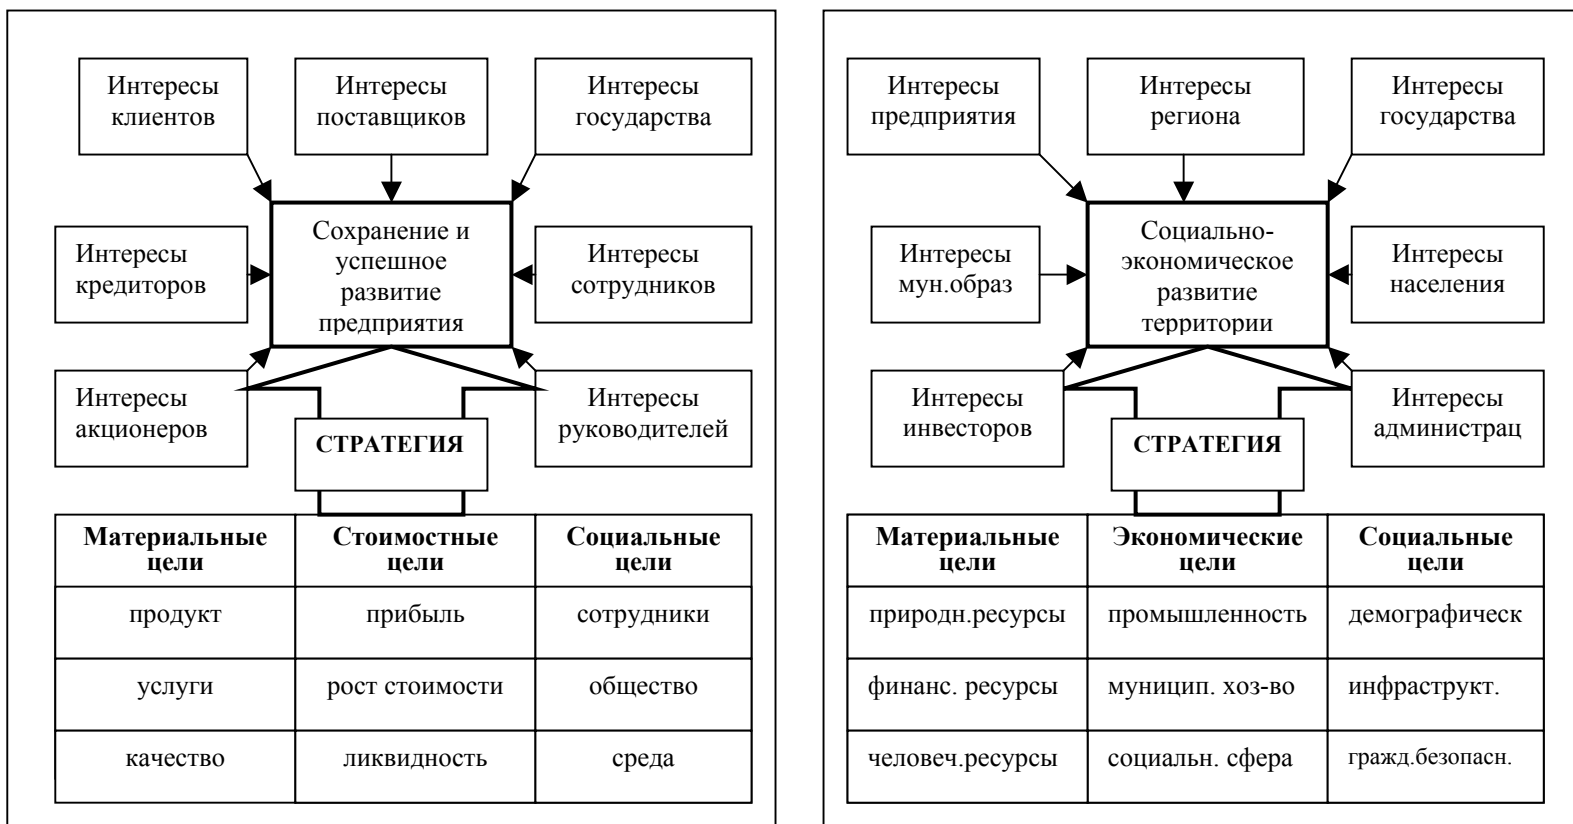 Интересы
клиентов
Интересы
поставщиков
Интересы
государства
Сохранение и
успешное
развитие
предприятия
Интересы
кредиторов
Интересы
сотрудников
Интересы
акционеров
Интересы
руководителей
СТРАТЕГИЯ
Материальные
цели
Стоимостные
цели
Социальные
цели
продукт
прибыль
сотрудники
услуги
рост стоимости
общество
качество
ликвидность
среда
Интересы
предприятия
Интересы
региона
Интересы
государства
Социально-
экономическое
развитие
территории
Интересы
мун.образ
Интересы
населения
Интересы
инвесторов
Интересы
администрац
СТРАТЕГИЯ
Материальные
цели
Экономические
цели
Социальные
цели
природн.ресурсы
промышленность
демографическ
финанс. ресурсы
муницип. хоз-во
инфраструкт.
человеч.ресурсы
социальн. сфера
гражд.безопасн.